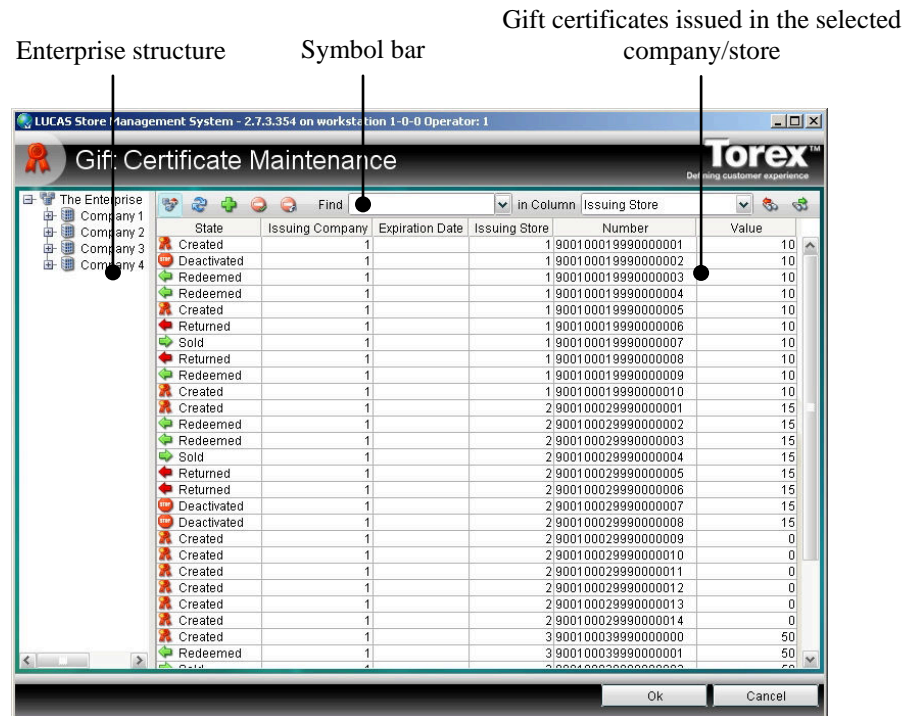 Gift certificates issued in the selected
company/store
Enterprise structure
Symbol bar
LUCAS Store Management System - 2.7.3.354 on workstation 1-0-0 Operator: 1
Gift Certificate Maintenance
Torex™
Defining customer experience
The Enterprise
Company 1
Company 2
Company 3
Company 4
Find in Column Issuing Store
State Issuing Company Expiration Date Issuing Store Number Value
Created 1 1 900100019990000001 10
STOP Deactivated 1 1 900100019990000002 10
Redeemed 1 1 900100019990000003 10
Redeemed 1 1 900100019990000004 10
Created 1 1 900100019990000005 10
Returned 1 1 900100019990000006 10
Sold 1 1 900100019990000007 10
Returned 1 1 900100019990000008 10
Redeemed 1 1 900100019990000009 10
Created 1 1 900100019990000010 10
Created 1 2 900100029990000001 15
Redeemed 1 2 900100029990000002 15
Redeemed 1 2 900100029990000003 15
Sold 1 2 900100029990000004 15
Returned 1 2 900100029990000005 15
Returned 1 2 900100029990000006 15
STOP Deactivated 1 2 900100029990000007 15
STOP Deactivated 1 2 900100029990000008 15
Created 1 2 900100029990000009 0
Created 1 2 900100029990000010 0
Created 1 2 900100029990000011 0
Created 1 2 900100029990000012 0
Created 1 2 900100029990000013 0
Created 1 2 900100029990000014 0
Created 1 3 900100039990000000 50
Redeemed 1 3 900100039990000001 50
Ok Cancel